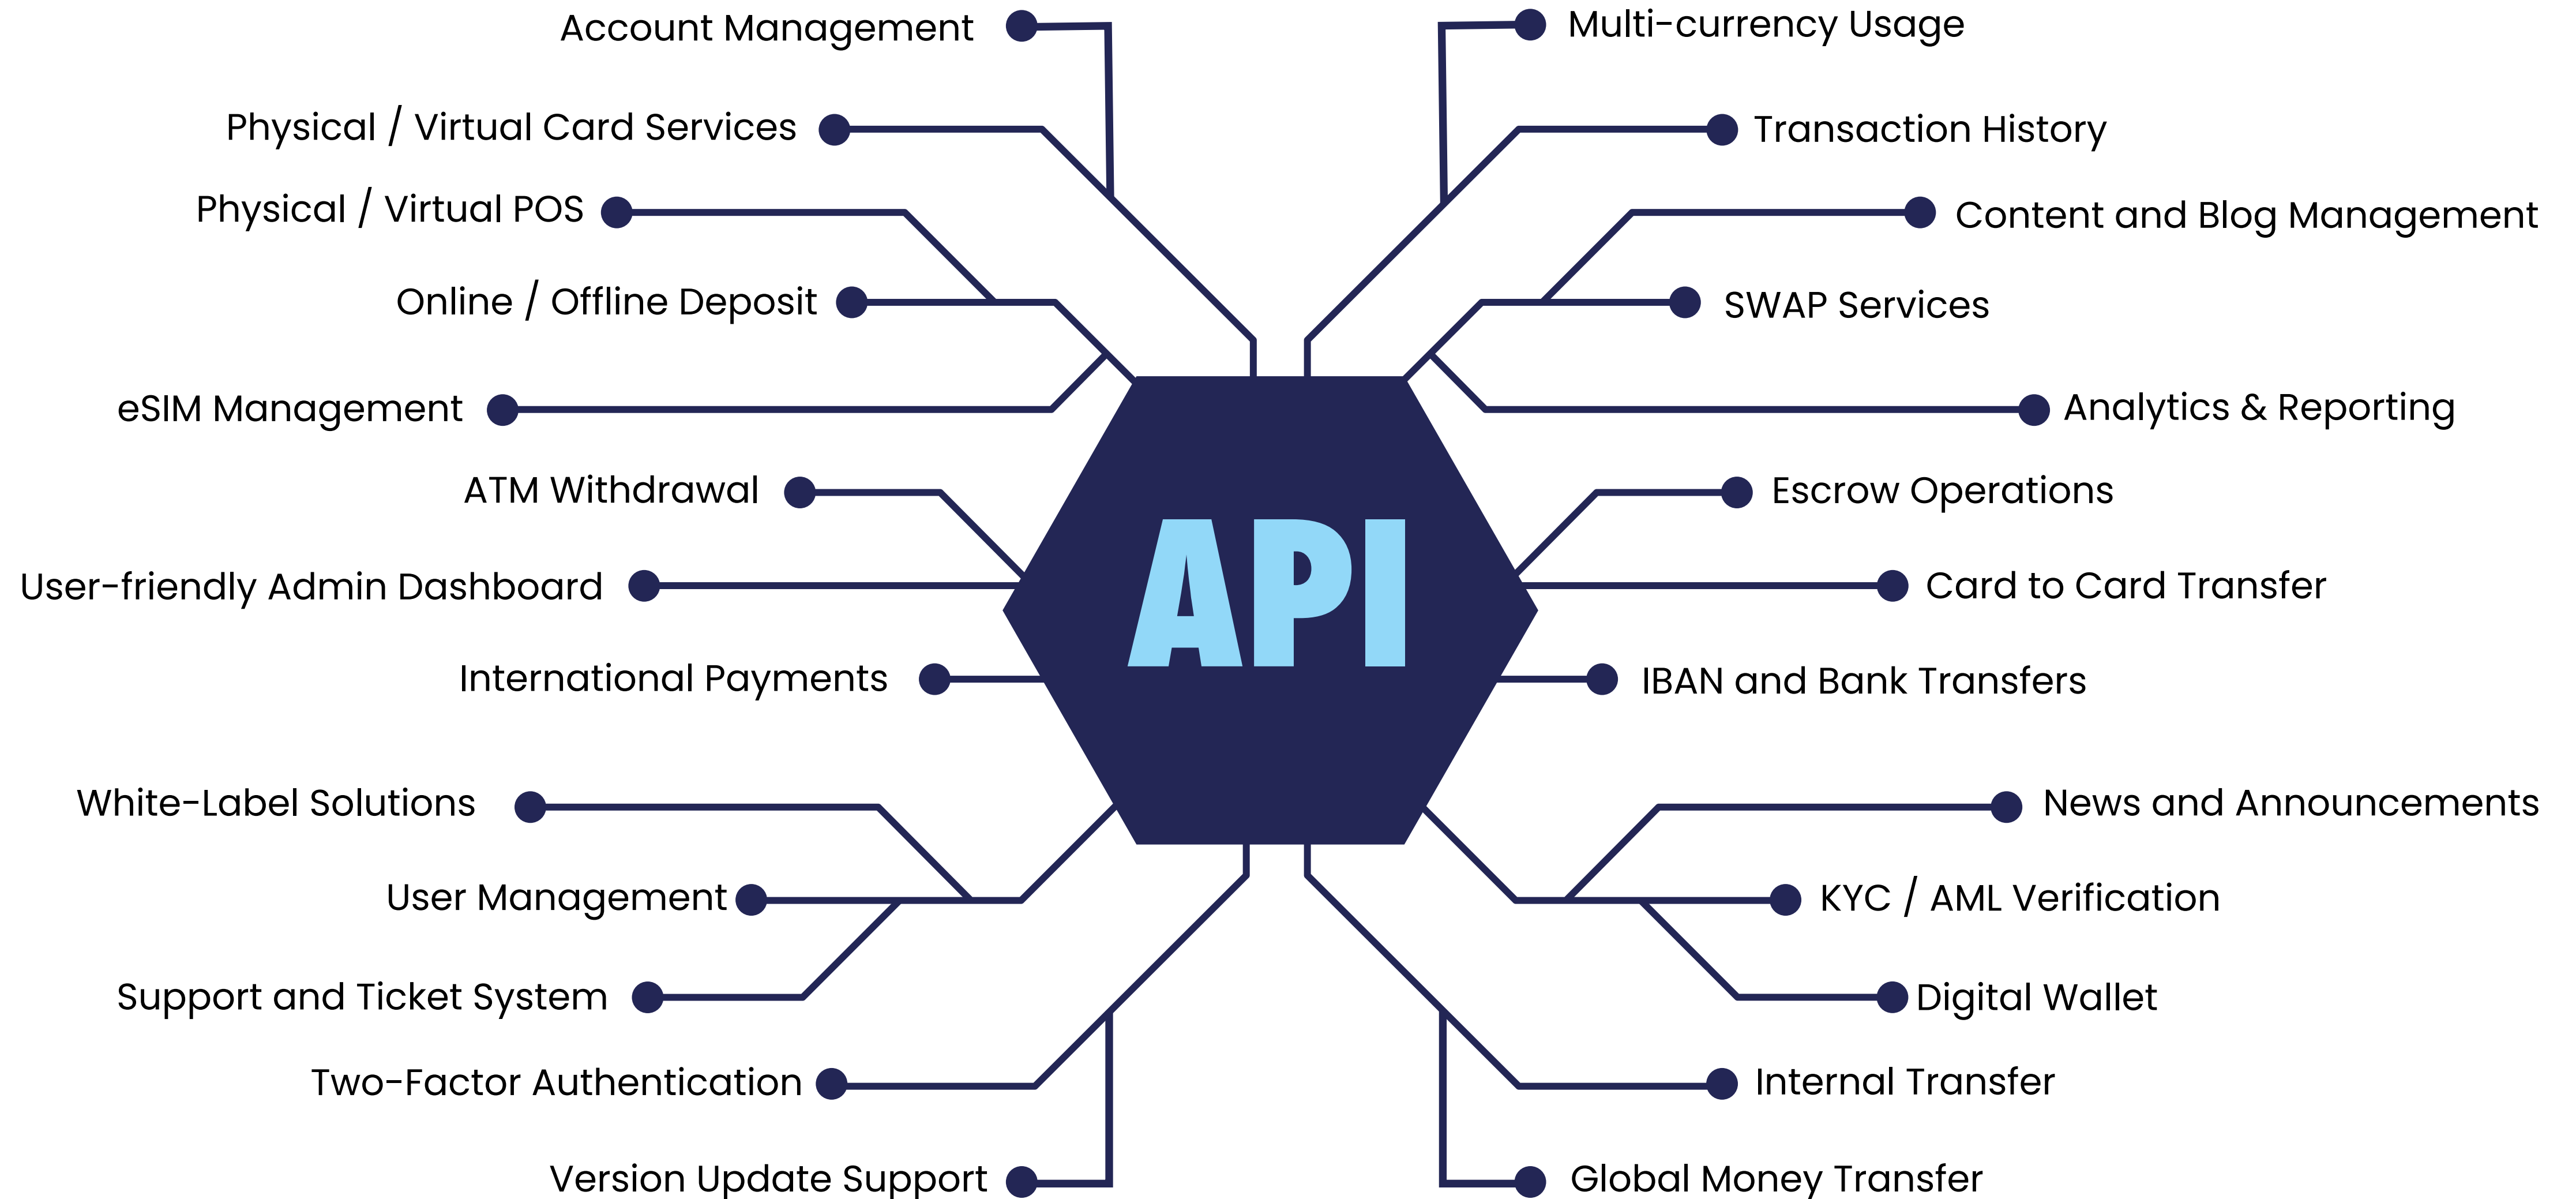 Account Management
Physical / Virtual Card Services
Physical / Virtual POS
Online / Offline Deposit
eSIM Management
ATM Withdrawal
User-friendly Admin Dashboard
International Payments
White-Label Solutions
User Management
Support and Ticket System
Two-Factor Authentication
Version Update Support
API
Multi-currency Usage
Transaction History
Content and Blog Management
SWAP Services
Analytics & Reporting
Escrow Operations
Card to Card Transfer
IBAN and Bank Transfers
News and Announcements
KYC / AML Verification
Digital Wallet
Internal Transfer
Global Money Transfer